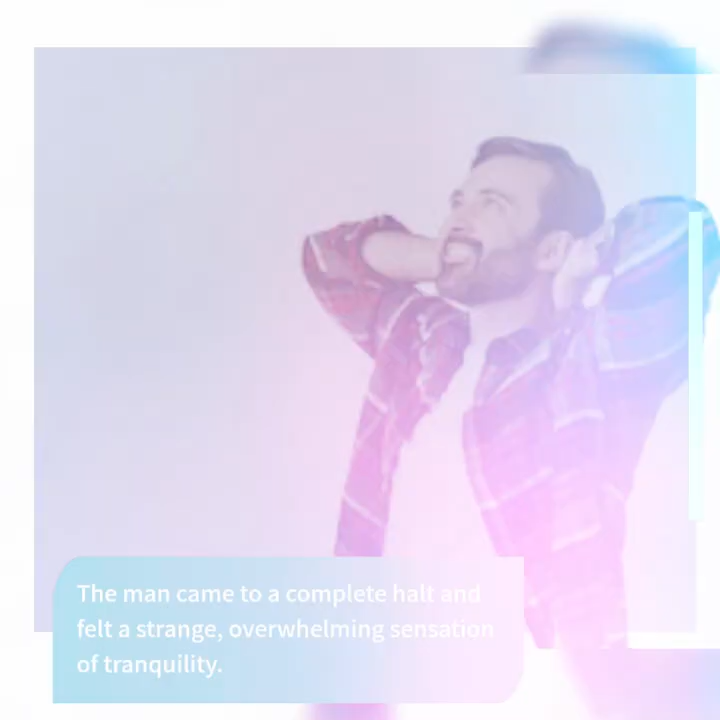 The man came to a complete halt and
felt a strange, overwhelming sensation
of tranquility.